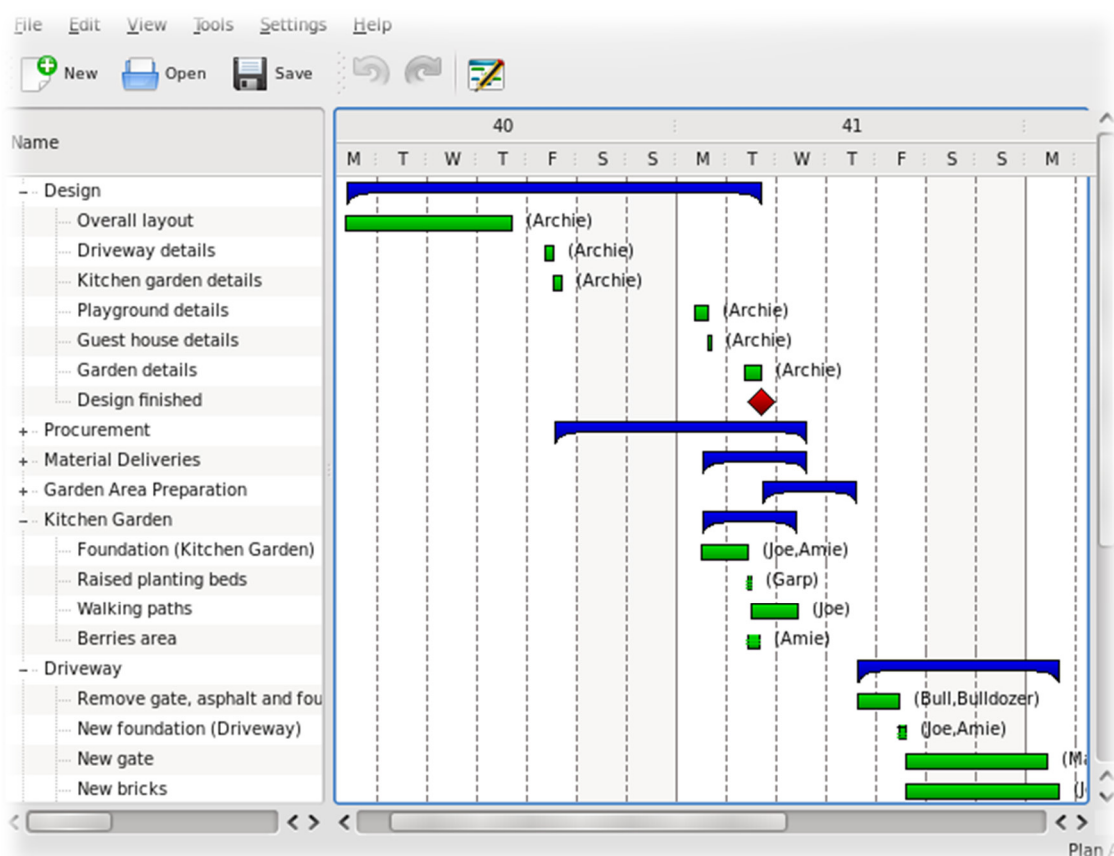 File Edit View Tools Settings Help
New Open Save
40 41
Name
M T W T F S S M T W T F S S M
Design
Overall layout (Archie)
Driveway details (Archie)
Kitchen garden details (Archie)
Playground details (Archie)
Guest house details (Archie)
Garden details (Archie)
Design finished
+ Procurement
+ Material Deliveries
+ Garden Area Preparation
Kitchen Garden
Foundation (Kitchen Garden) (Joe,Amie)
Raised planting beds (Garp)
Walking paths (Joe)
Berries area (Amie)
Driveway
Remove gate, asphalt and fou (Bull,Bulldozer)
New foundation (Driveway) (Joe,Amie)
New gate
New bricks
Plan